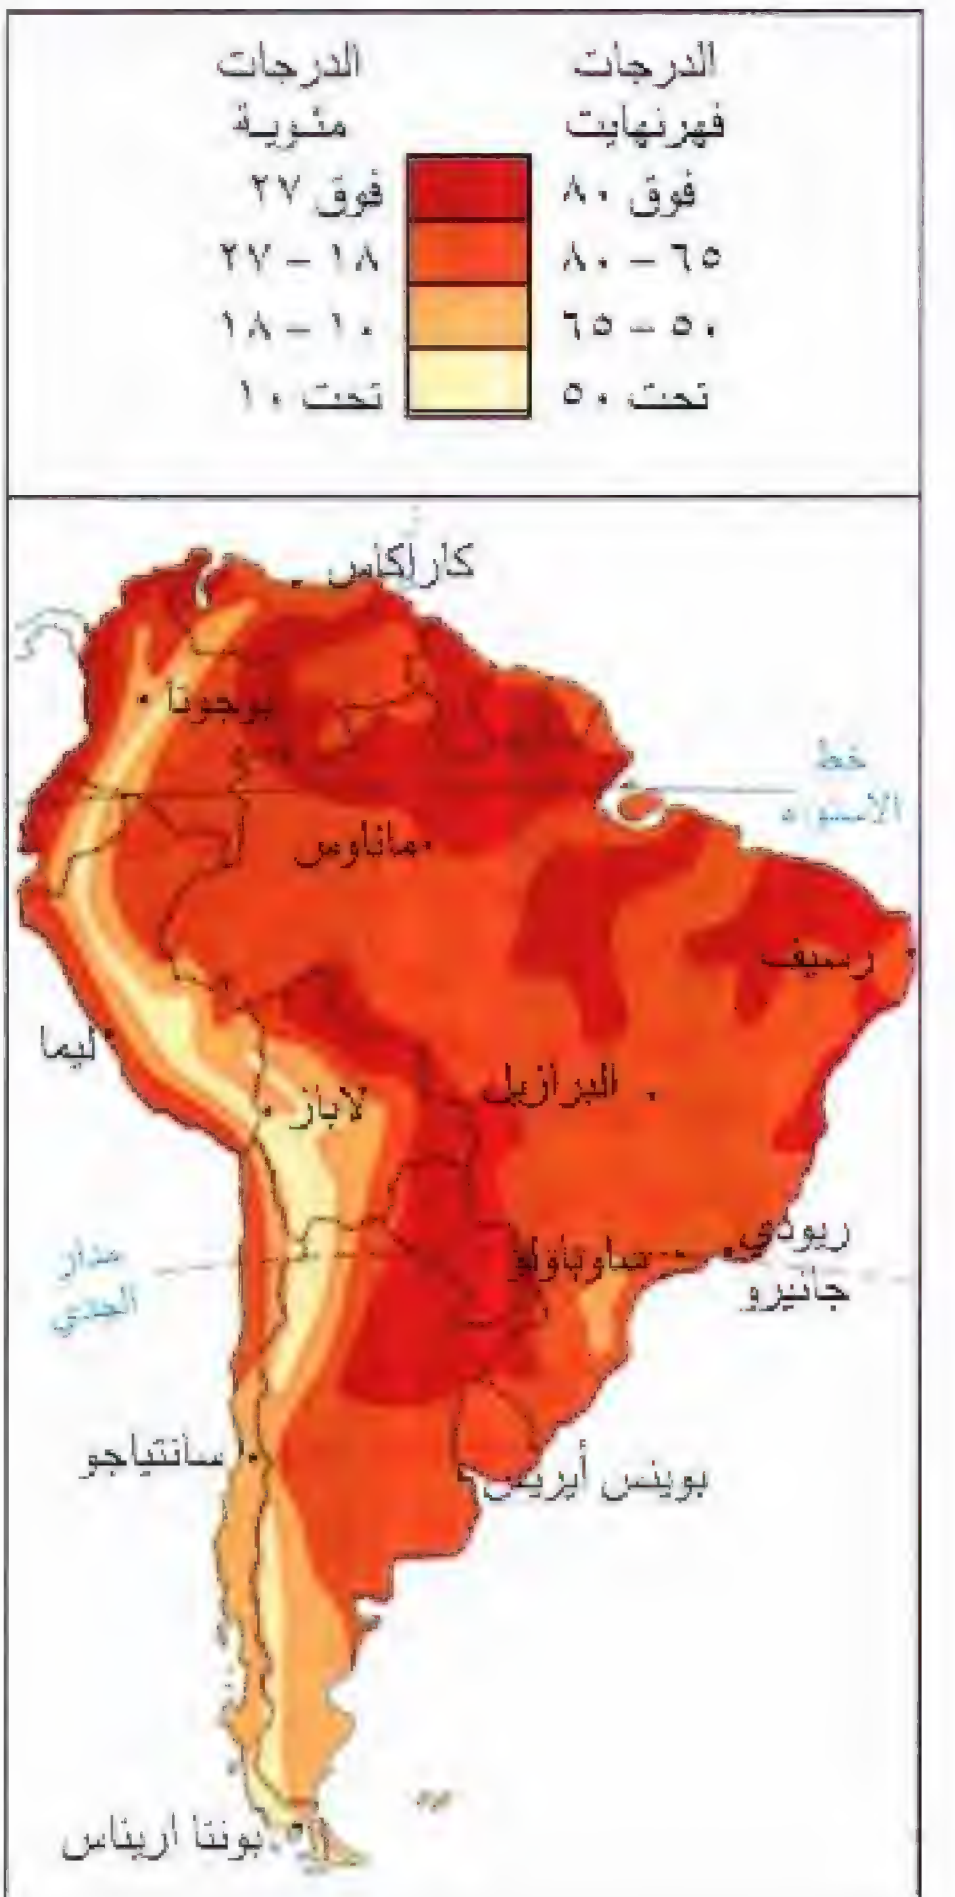 الدرجات
فهرنهايت
الدرجات
مئوية
فوق ٨٠
فوق ٢٧
٦٥ – ٨٠
١٨ – ٢٧
٥٠ – ٦٥
١٠ – ١٨
تحت ٥٠
تحت ١٠
كاراكاس
بوجوتا
خط
الاستواء
ماناوس
رسيف
ليما
البرازيل
لاباز
ريودي
جانيرو
ساوباولو
مدار
الجدي
سانتياجو
بوينس أيريس
بونتا اريناس